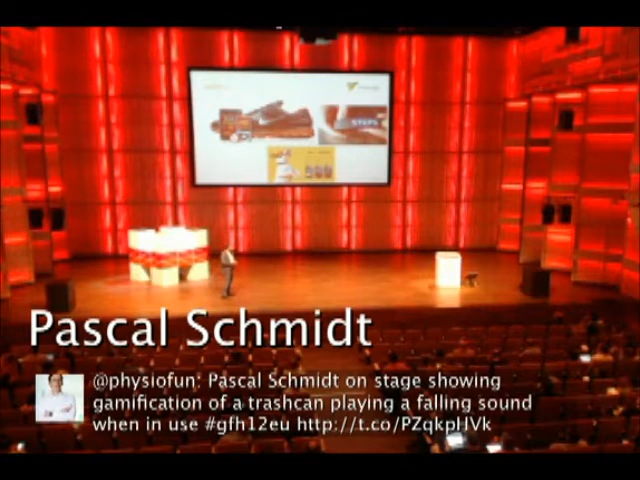 Pascal Schmidt
@physiofun: Pascal Schmidt on stage showing
gamification of a trashcan playing a falling sound
when in use #gfh12eu http://t.co/PZqkpHVk